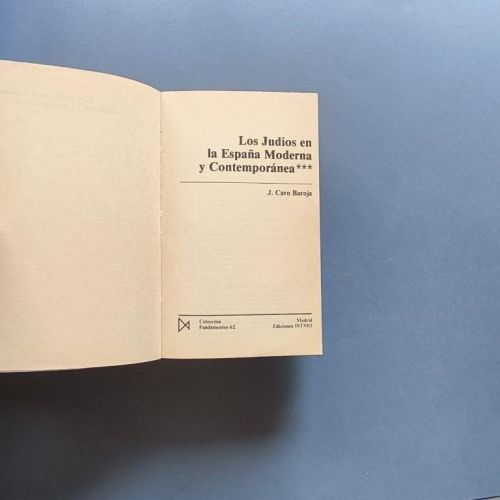 Los Judíos en
la España Moderna
y Contemporánea***
J. Caro Baroja
Colección
Fundamentos 62
Madrid
Ediciones ISTMO